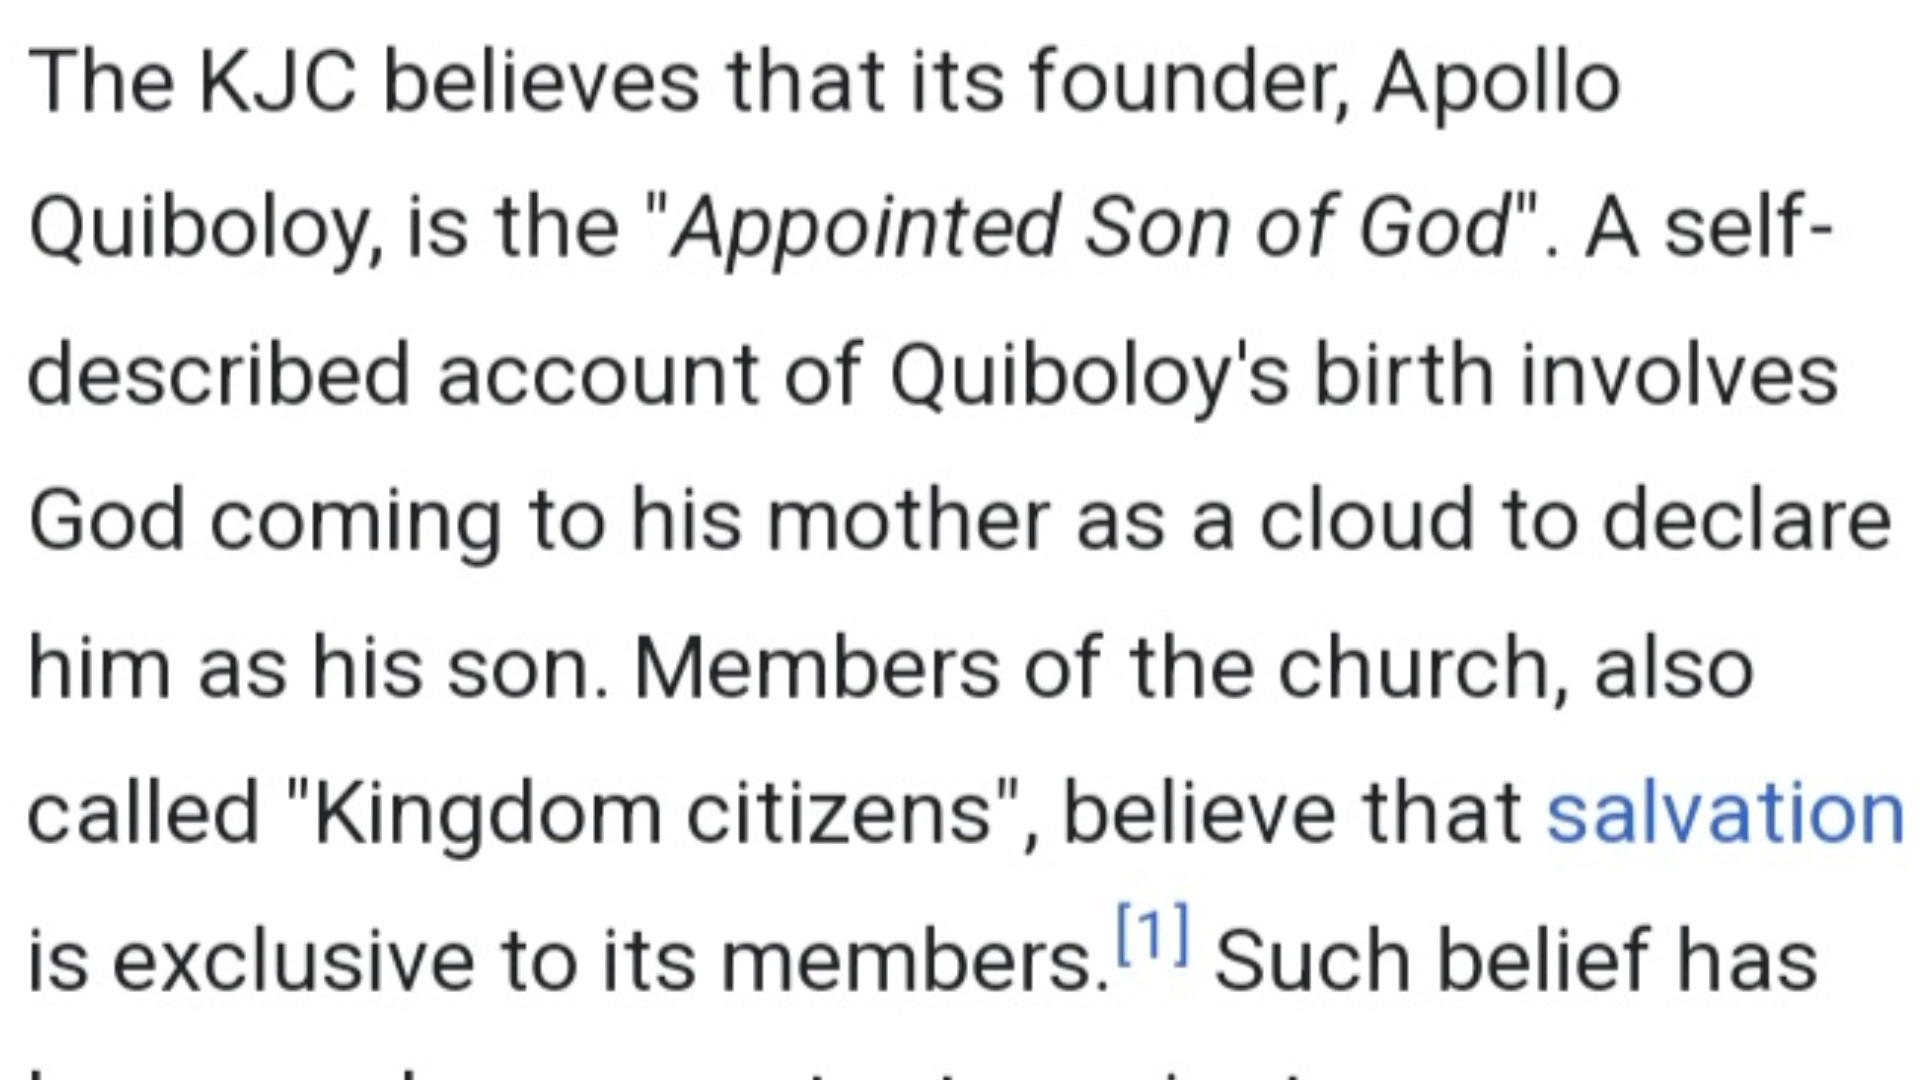 The KJC believes that its founder, Apollo
Quiboloy, is the "Appointed Son of God". A self-
described account of Quiboloy's birth involves
God coming to his mother as a cloud to declare
him as his son. Members of the church, also
called "Kingdom citizens", believe that salvation
is exclusive to its members.[1] Such belief has